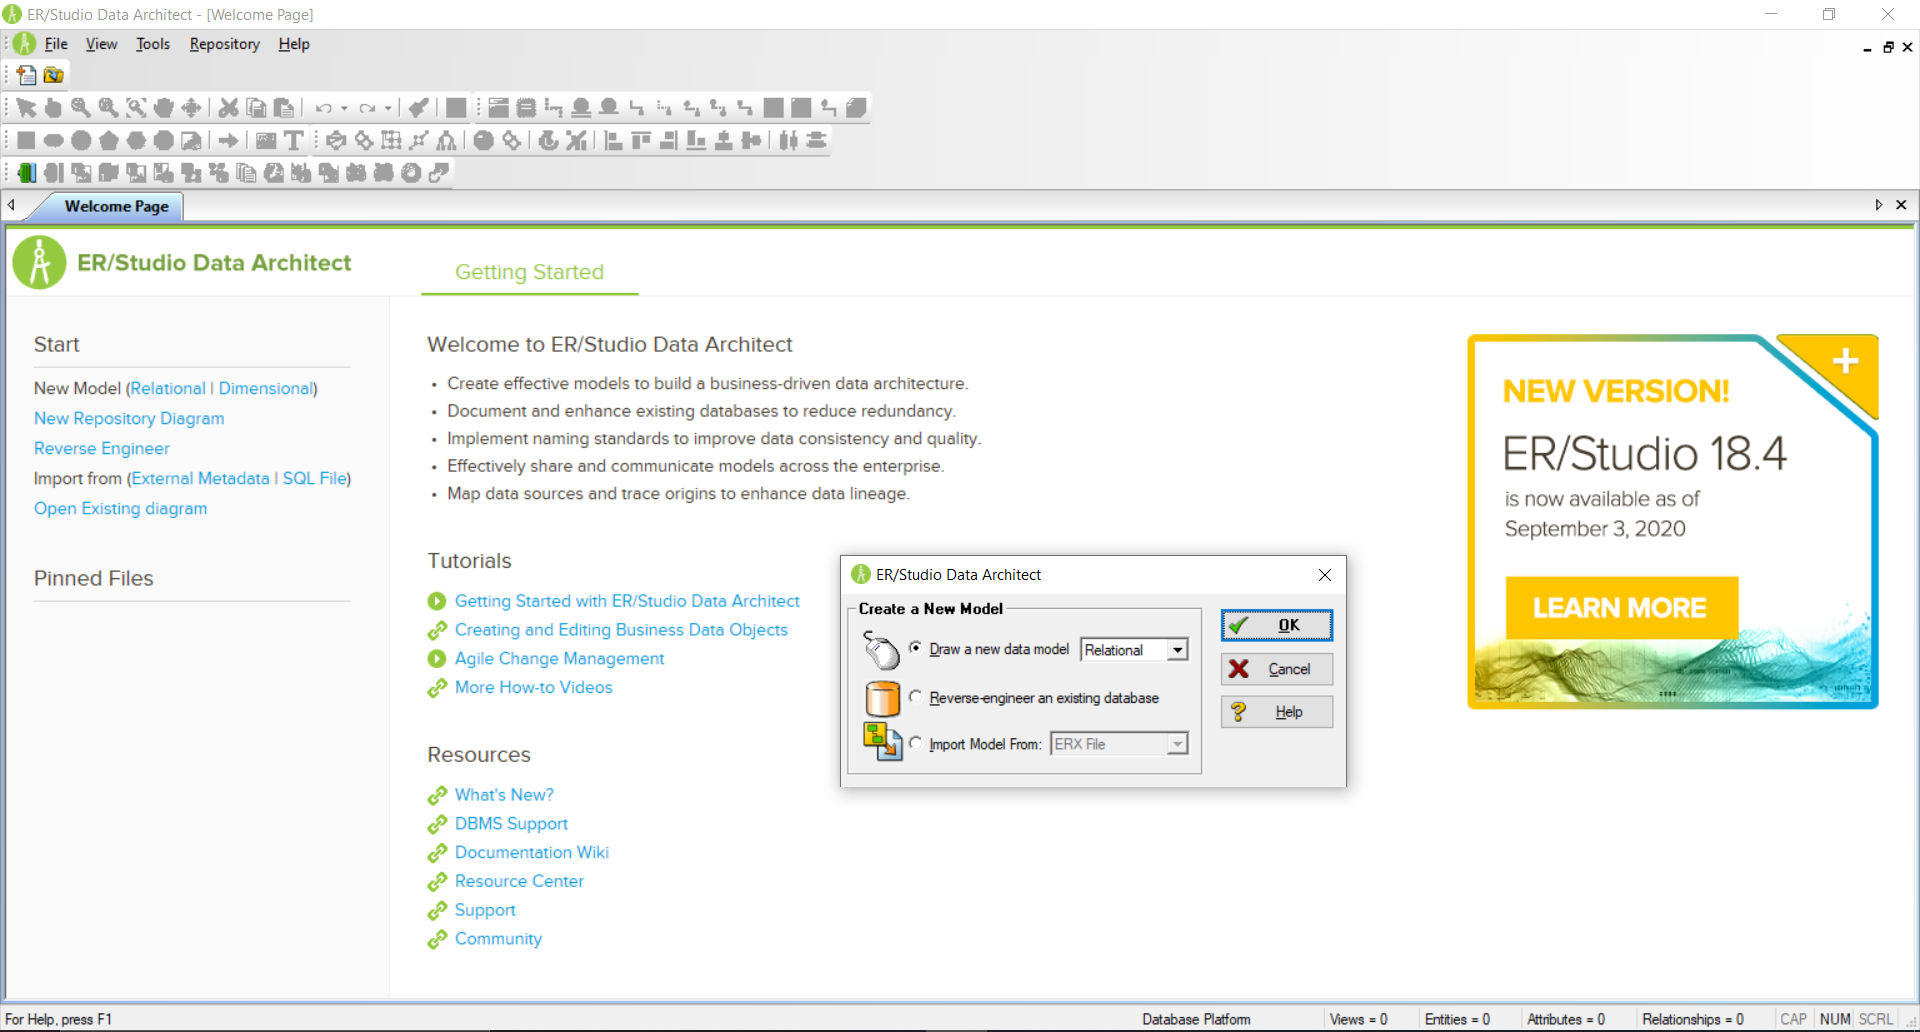 ER/Studio Data Architect - [Welcome Page]
File View Tools Repository Help
Welcome Page
ER/Studio Data Architect
Getting Started
Start
New Model (Relational | Dimensional)
New Repository Diagram
Reverse Engineer
Import from (External Metadata | SQL File)
Open Existing diagram
Pinned Files
Welcome to ER/Studio Data Architect
• Create effective models to build a business-driven data architecture.
• Document and enhance existing databases to reduce redundancy.
• Implement naming standards to improve data consistency and quality.
• Effectively share and communicate models across the enterprise.
• Map data sources and trace origins to enhance data lineage.
Tutorials
Getting Started with ER/Studio Data Architect
Creating and Editing Business Data Objects
Agile Change Management
More How-to Videos
Resources
What's New?
DBMS Support
Documentation Wiki
Resource Center
Support
Community
ER/Studio Data Architect
Create a New Model
Draw a new data model Relational
Reverse-engineer an existing database
Import Model From: ERX File
OK
Cancel
Help
NEW VERSION!
ER/Studio 18.4
is now available as of
September 3, 2020
LEARN MORE
For Help, press F1 Database Platform Views = 0 Entities = 0 Attributes = 0 Relationships = 0 CAP NUM SCRL